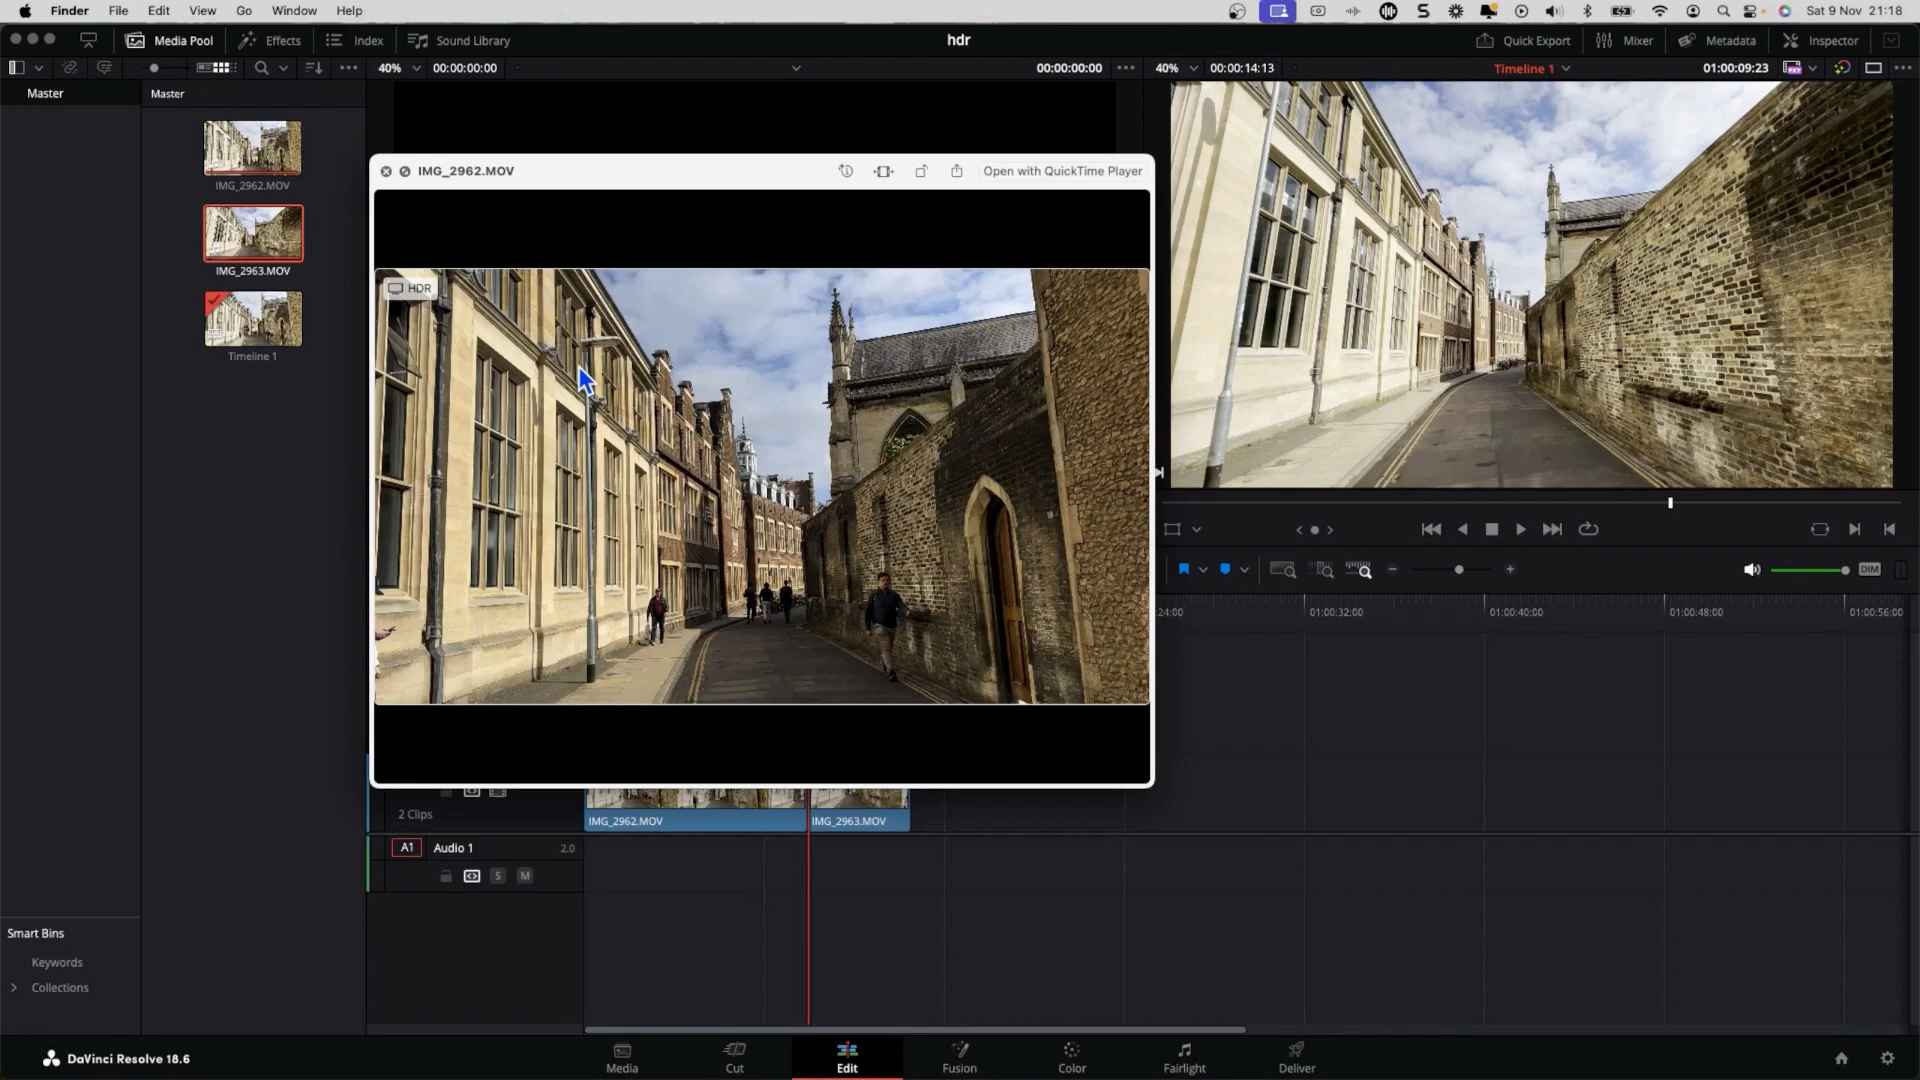 Finder File Edit View Go Window Help Sat 9 Nov 21:18
Media Pool Effects Index Sound Library hdr Quick Export Mixer Metadata Inspector
40% 00:00:00:00 00:00:00:00 40% 00:00:14:13 Timeline 1 01:00:09:23
Master Master
IMG_2962.MOV
IMG_2963.MOV
Timeline 1
IMG_2962.MOV Open with QuickTime Player
HDR
DIM
01:00:32:00 01:00:40:00 01:00:48:00 01:00:56:00
2 Clips
IMG_2962.MOV IMG_2963.MOV
A1 Audio 1 2.0
S M
Smart Bins
Keywords
Collections
DaVinci Resolve 18.6
Media Cut Edit Fusion Color Fairlight Deliver